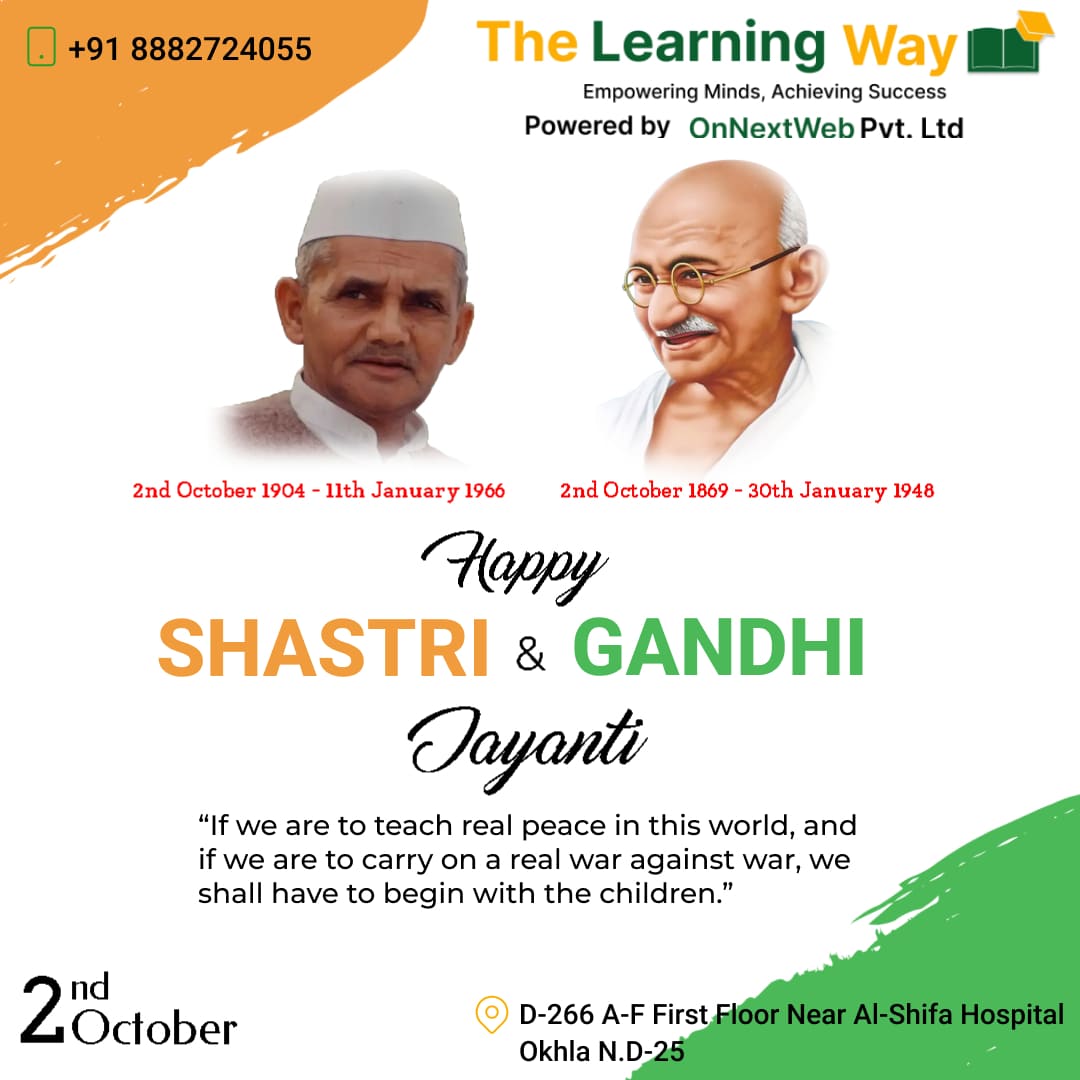 +91 8882724055
The Learning Way
Empowering Minds, Achieving Success
Powered by OnNextWeb Pvt. Ltd
2nd October 1904 - 11th January 1966
2nd October 1869 - 30th January 1948
Happy
SHASTRI & GANDHI
Jayanti
“If we are to teach real peace in this world, and
if we are to carry on a real war against war, we
shall have to begin with the children.”
2nd
October
D-266 A-F First Floor Near Al-Shifa Hospital
Okhla N.D-25